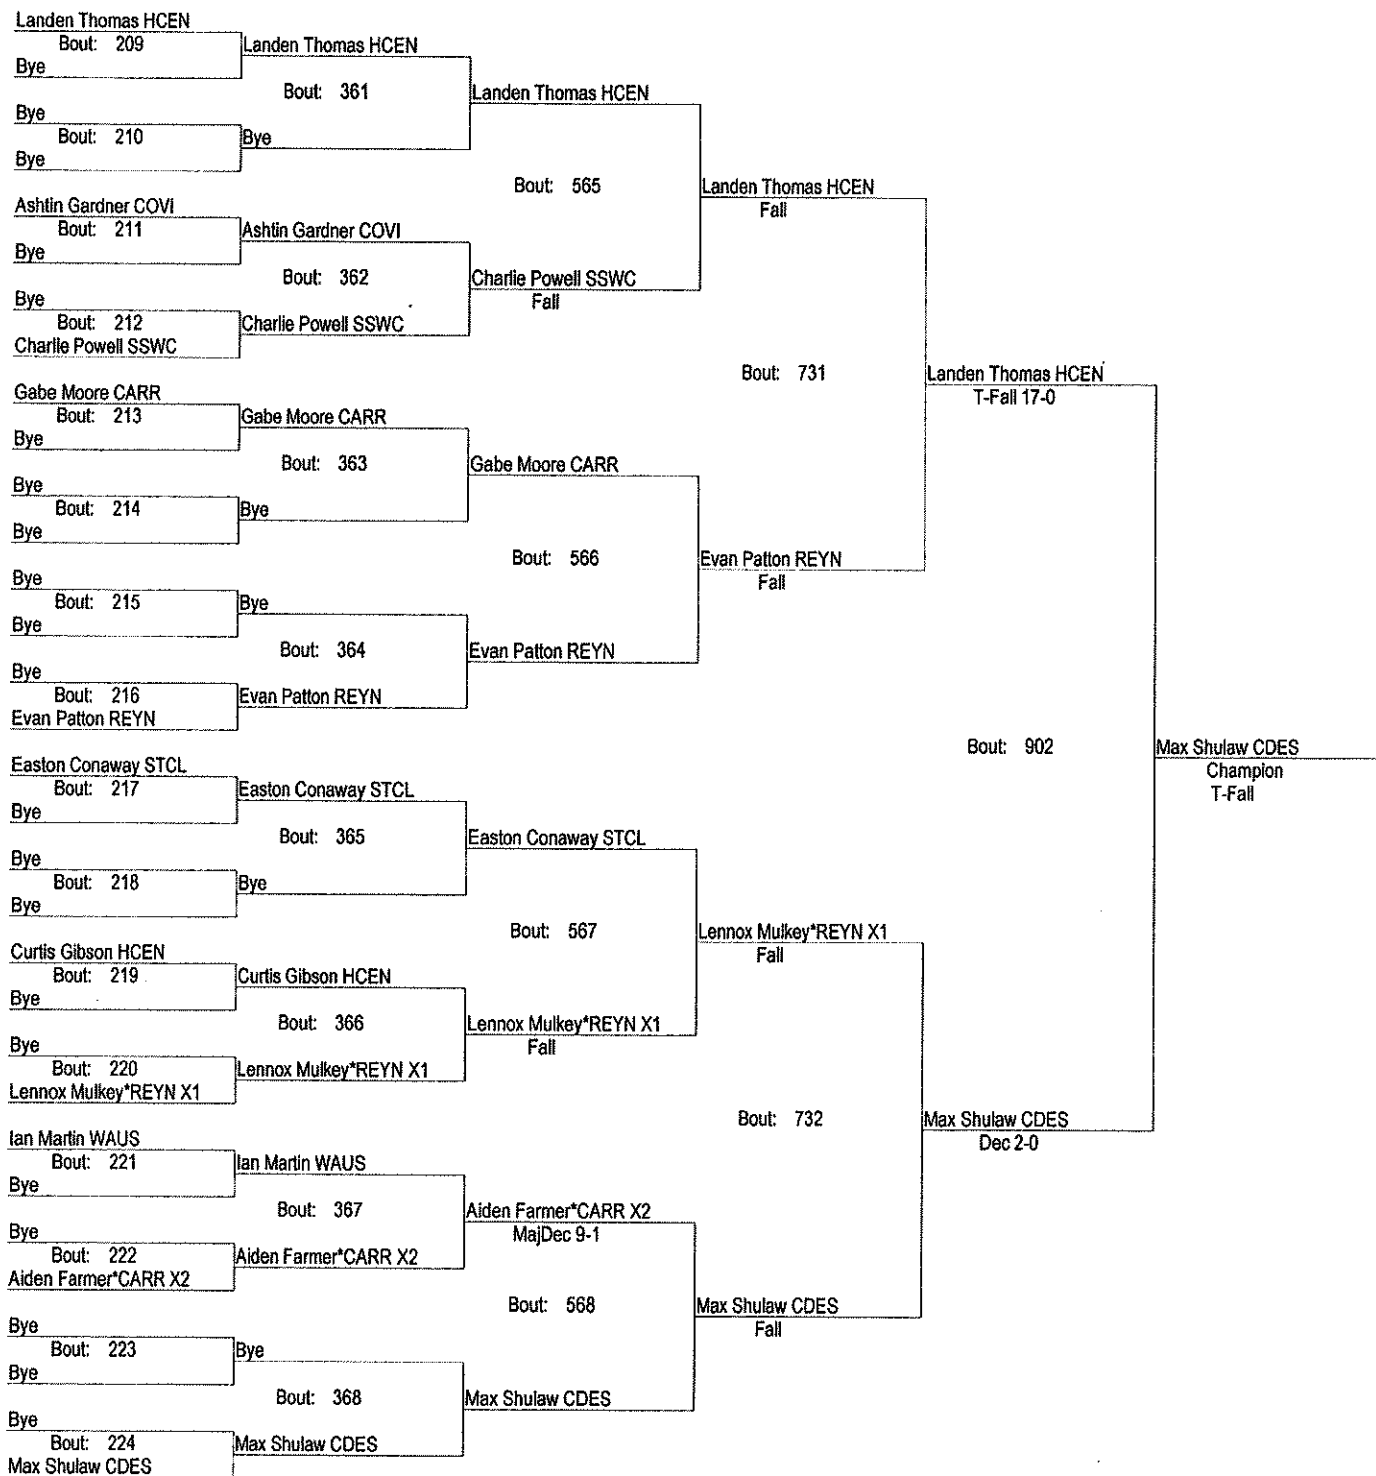 Landen Thomas HCEN
Bout: 209
Bye
Landen Thomas HCEN
Bout: 361
Landen Thomas HCEN
Bye
Bout: 210
Bye
Bye
Bout: 565
Landen Thomas HCEN
Fall
Ashtin Gardner COVI
Bout: 211
Bye
Ashtin Gardner COVI
Bout: 362
Charlie Powell SSWC
Fall
Bye
Bout: 212
Charlie Powell SSWC
Charlie Powell SSWC
Bout: 731
Landen Thomas HCEN
T-Fall 17-0
Gabe Moore CARR
Bout: 213
Bye
Gabe Moore CARR
Bout: 363
Gabe Moore CARR
Bye
Bout: 214
Bye
Bye
Bout: 566
Evan Patton REYN
Fall
Bye
Bout: 215
Bye
Bye
Bout: 364
Evan Patton REYN
Bye
Bout: 216
Evan Patton REYN
Evan Patton REYN
Bout: 902
Max Shulaw CDES
Champion
T-Fall
Easton Conaway STCL
Bout: 217
Bye
Easton Conaway STCL
Bout: 365
Easton Conaway STCL
Bye
Bout: 218
Bye
Bye
Bout: 567
Lennox Mulkey*REYN X1
Fall
Curtis Gibson HCEN
Bout: 219
Bye
Curtis Gibson HCEN
Bout: 366
Lennox Mulkey*REYN X1
Fall
Bye
Bout: 220
Lennox Mulkey*REYN X1
Lennox Mulkey*REYN X1
Bout: 732
Max Shulaw CDES
Dec 2-0
Ian Martin WAUS
Bout: 221
Bye
Ian Martin WAUS
Bout: 367
Aiden Farmer*CARR X2
MajDec 9-1
Bye
Bout: 222
Aiden Farmer*CARR X2
Aiden Farmer*CARR X2
Bout: 568
Max Shulaw CDES
Fall
Bye
Bout: 223
Bye
Bye
Bout: 368
Max Shulaw CDES
Bye
Bout: 224
Max Shulaw CDES
Max Shulaw CDES